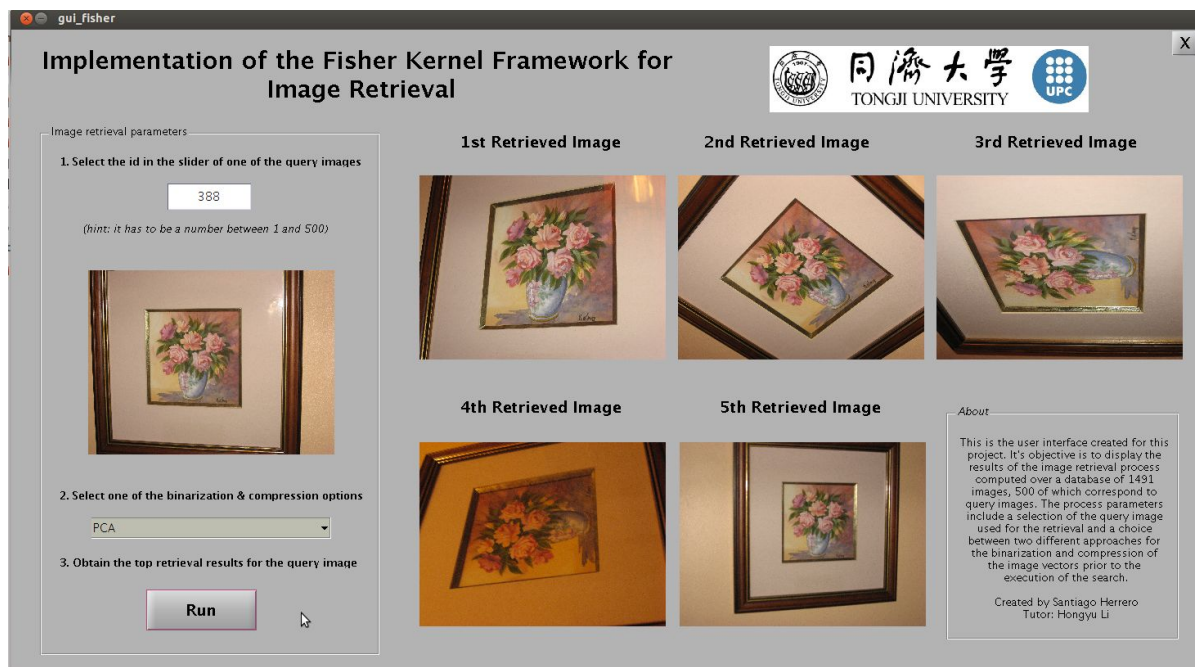 gui_fisher
X
Implementation of the Fisher Kernel Framework for
Image Retrieval
1907
同濟大學
TONGJI UNIVERSITY
UPC
Image retrieval parameters
1. Select the id in the slider of one of the query images
388
(hint: it has to be a number between 1 and 500)
2. Select one of the binarization & compression options
PCA
3. Obtain the top retrieval results for the query image
Run
1st Retrieved Image
2nd Retrieved Image
3rd Retrieved Image
4th Retrieved Image
5th Retrieved Image
About
This is the user interface created for this
project. It's objective is to display the
results of the image retrieval process
computed over a database of 1491
images, 500 of which correspond to
query images. The process parameters
include a selection of the query image
used for the retrieval and a choice
between two different approaches for
the binarization and compression of
the image vectors prior to the
execution of the search.
Created by Santiago Herrero
Tutor: Hongyu Li